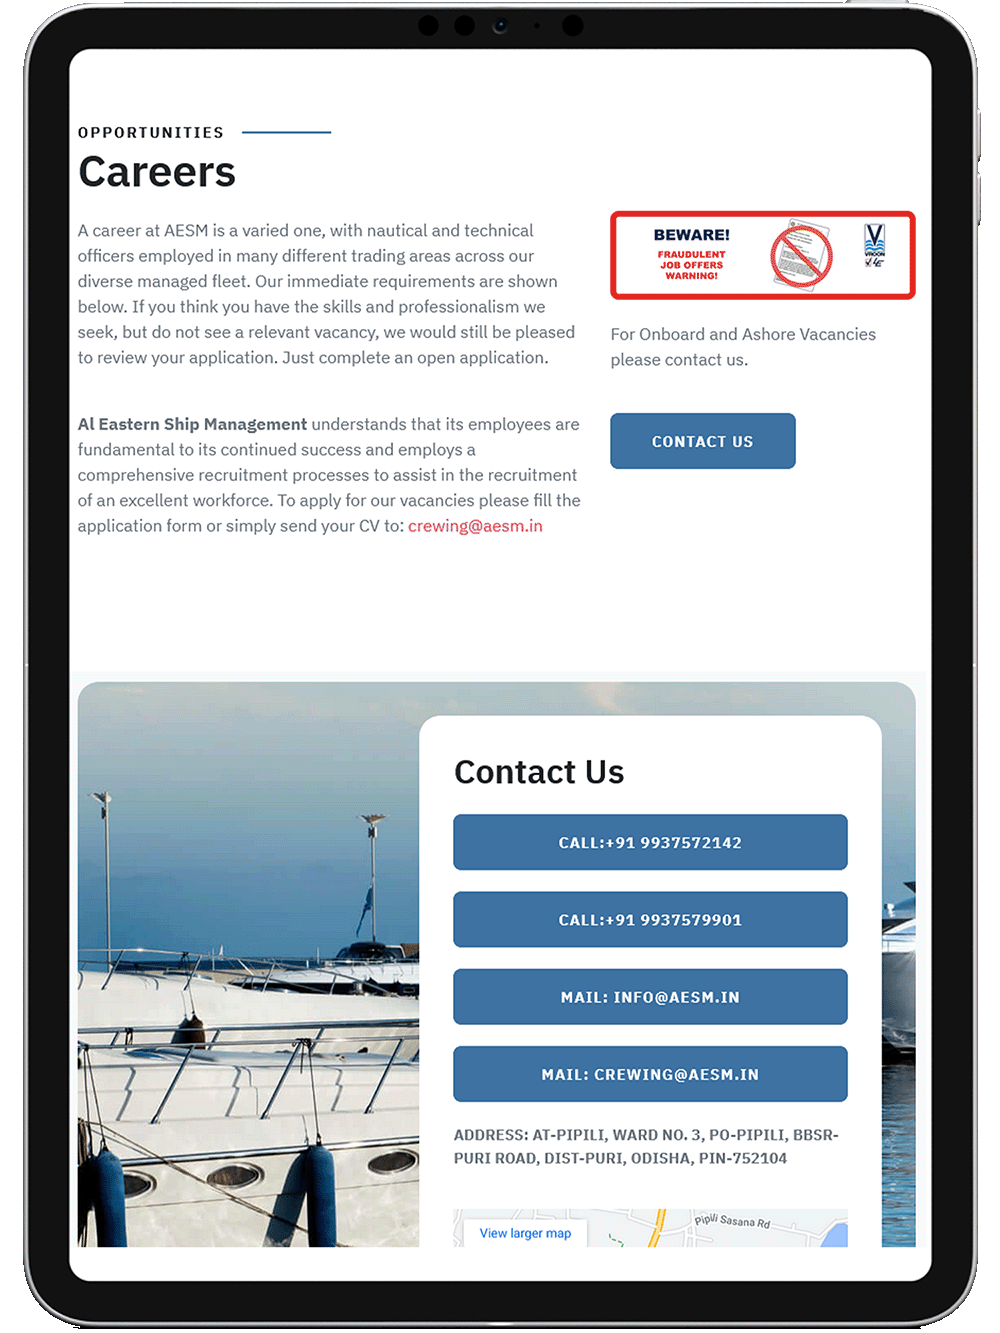 OPPORTUNITIES
Careers
A career at AESM is a varied one, with nautical and technical
officers employed in many different trading areas across our
diverse managed fleet. Our immediate requirements are shown
below. If you think you have the skills and professionalism we
seek, but do not see a relevant vacancy, we would still be pleased
to review your application. Just complete an open application.
Al Eastern Ship Management understands that its employees are
fundamental to its continued success and employs a
comprehensive recruitment processes to assist in the recruitment
of an excellent workforce. To apply for our vacancies please fill the
application form or simply send your CV to: crewing@aesm.in
BEWARE!
FRAUDULENT
JOB OFFERS
WARNING!
VROON
For Onboard and Ashore Vacancies
please contact us.
CONTACT US
Contact Us
CALL:+91 9937572142
CALL:+91 9937579901
MAIL: INFO@AESM.IN
MAIL: CREWING@AESM.IN
ADDRESS: AT-PIPILI, WARD NO. 3, PO-PIPILI, BBSR-
PURI ROAD, DIST-PURI, ODISHA, PIN-752104
View larger map
Pipili Sasana Rd